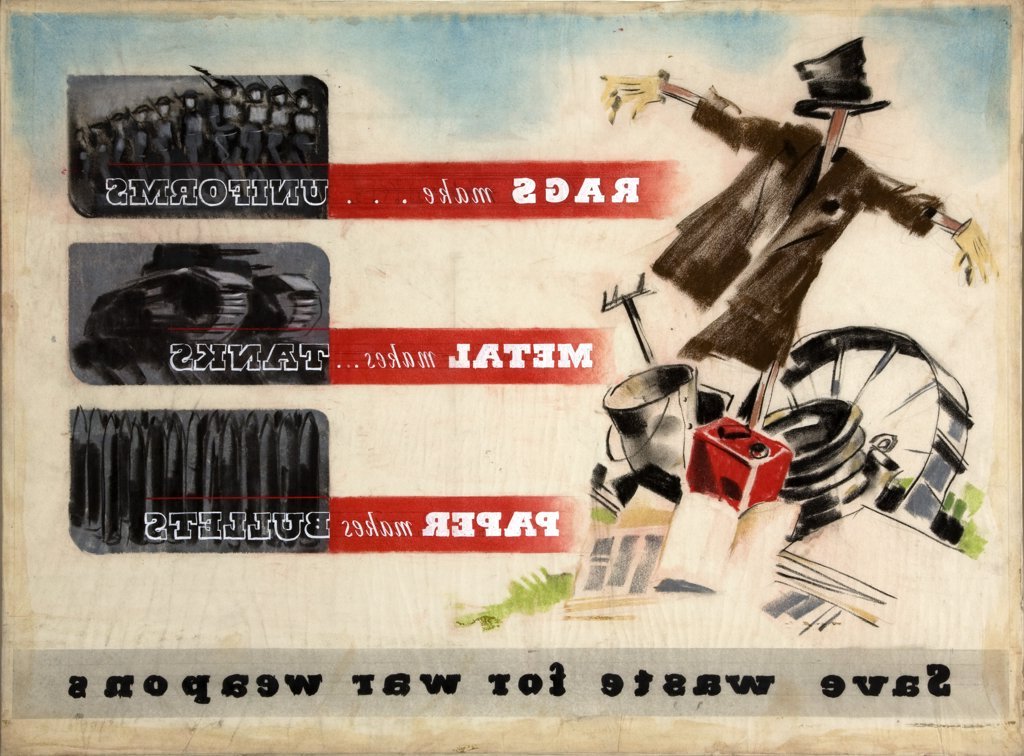 RAGS make.... UNIFORMS
METAL makes... TANKS
PAPER makes BULLETS
Save waste for war weapons